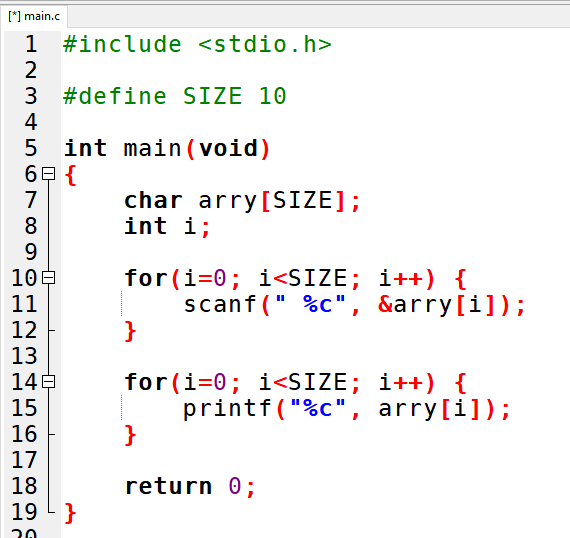 [*] main.c
1 #include <stdio.h>
2
3 #define SIZE 10
4
5 int main(void)
6 {
7 char arry[SIZE];
8 int i;
9
10 for(i=0; i<SIZE; i++) {
11 scanf(" %c", &arry[i]);
12 }
13
14 for(i=0; i<SIZE; i++) {
15 printf("%c", arry[i]);
16 }
17
18 return 0;
19 }
20